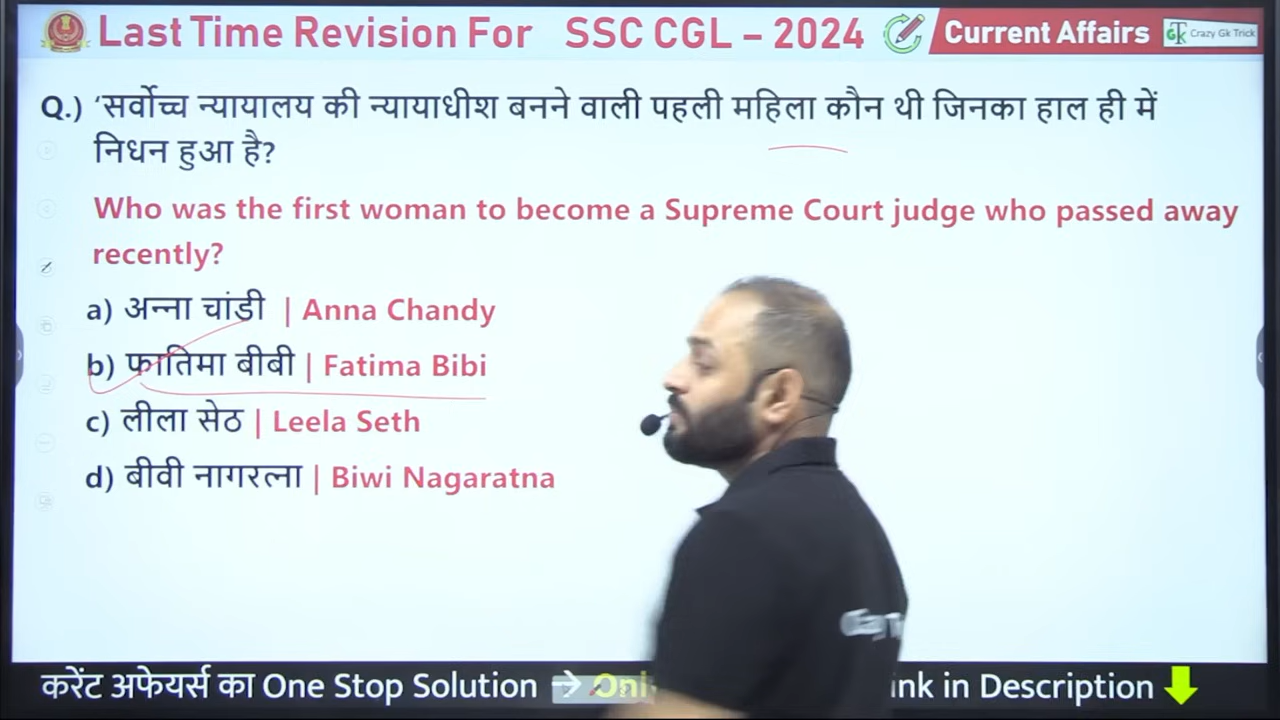 Last Time Revision For SSC CGL – 2024
Current Affairs
Crazy Gk Trick
Q.) ‘सर्वोच्च न्यायालय की न्यायाधीश बनने वाली पहली महिला कौन थी जिनका हाल ही में
निधन हुआ है?
Who was the first woman to become a Supreme Court judge who passed away
recently?
a) अन्ना चांडी | Anna Chandy
b) फातिमा बीबी | Fatima Bibi
c) लीला सेठ | Leela Seth
d) बीवी नागरत्ना | Biwi Nagaratna
करेंट अफेयर्स का One Stop Solution → ink in Description